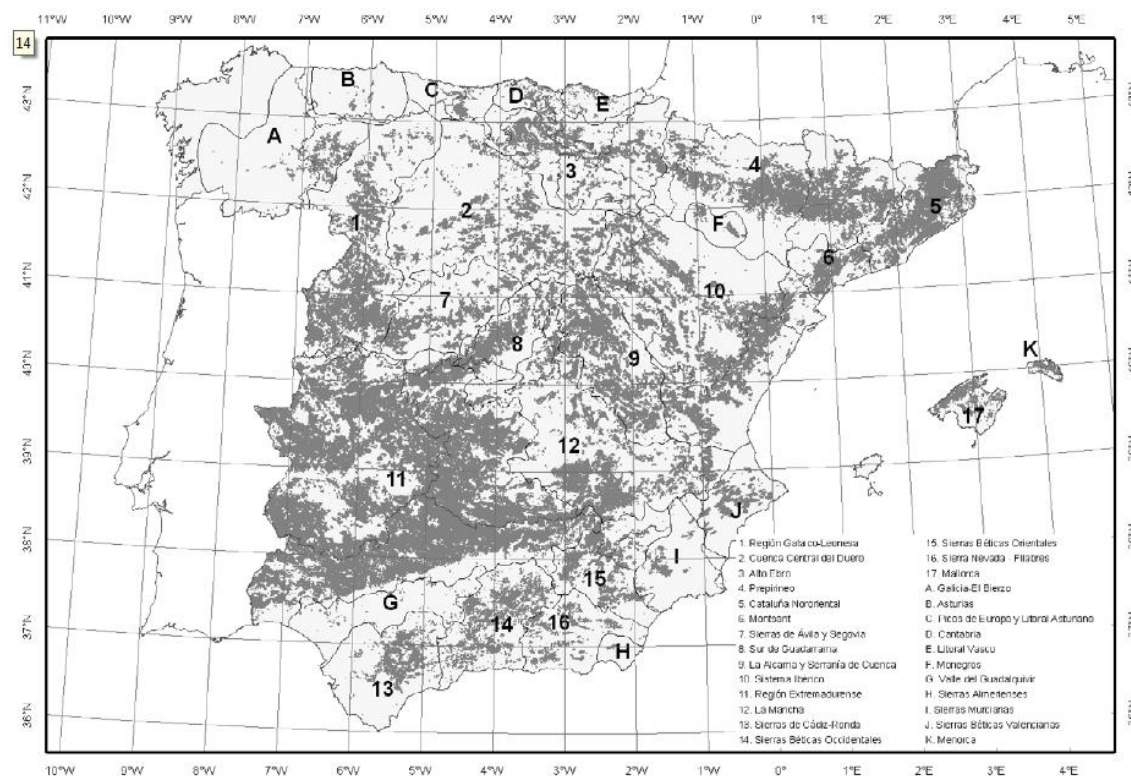 11°W 10°W 9°W 8°W 7°W 6°W 5°W 4°W 3°W 2°W 1°W 0° 1°E 2°E 3°E 4°E 5°E
14
B
C
D
E
43°N
A
4
3
42°N
5
2
F
1
6
41°N
10
7
8
9
K
40°N
17
12
39°N
11
J
38°N
I
15
G
16
14
37°N
H
13
36°N
1. Región Galaico-Leonesa
2. Cuenca Central del Duero
3. Alto Ebro
4. Prepirineo
5. Cataluña Nororiental
6. Montsant
7. Sierras de Ávila y Segovia
8. Sur de Guadarrama
9. La Alcarria y Serranía de Cuenca
10. Sistema Ibérico
11. Región Extremadurense
12. La Mancha
13. Sierras de Cádiz-Ronda
14. Sierras Béticas Occidentales
15. Sierras Béticas Orientales
16. Sierra Nevada - Filabres
17. Mallorca
A. Galicia-El Bierzo
B. Asturias
C. Picos de Europa y Litoral Asturiano
D. Cantabria
E. Litoral Vasco
F. Monegros
G. Valle del Guadalquivir
H. Sierras Almerienses
I. Sierras Murcianas
J. Sierras Béticas Valencianas
K. Menorca
10°W 9°W 8°W 7°W 6°W 5°W 4°W 3°W 2°W 1°W 0° 1°E 2°E 3°E 4°E